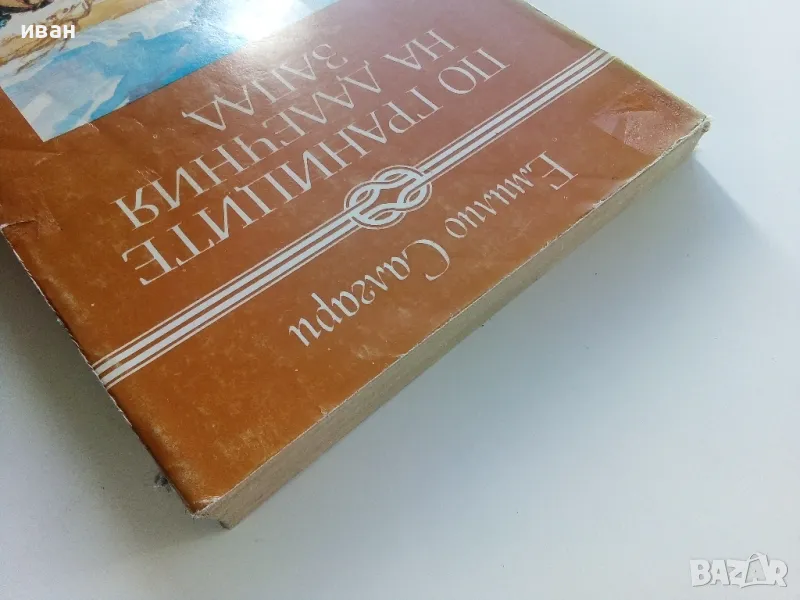 иван
Емилио Салгари
ПО ГРАНИЦИТЕ
НА ДАЛЕЧНИЯ
ЗАПАД
BAZAR